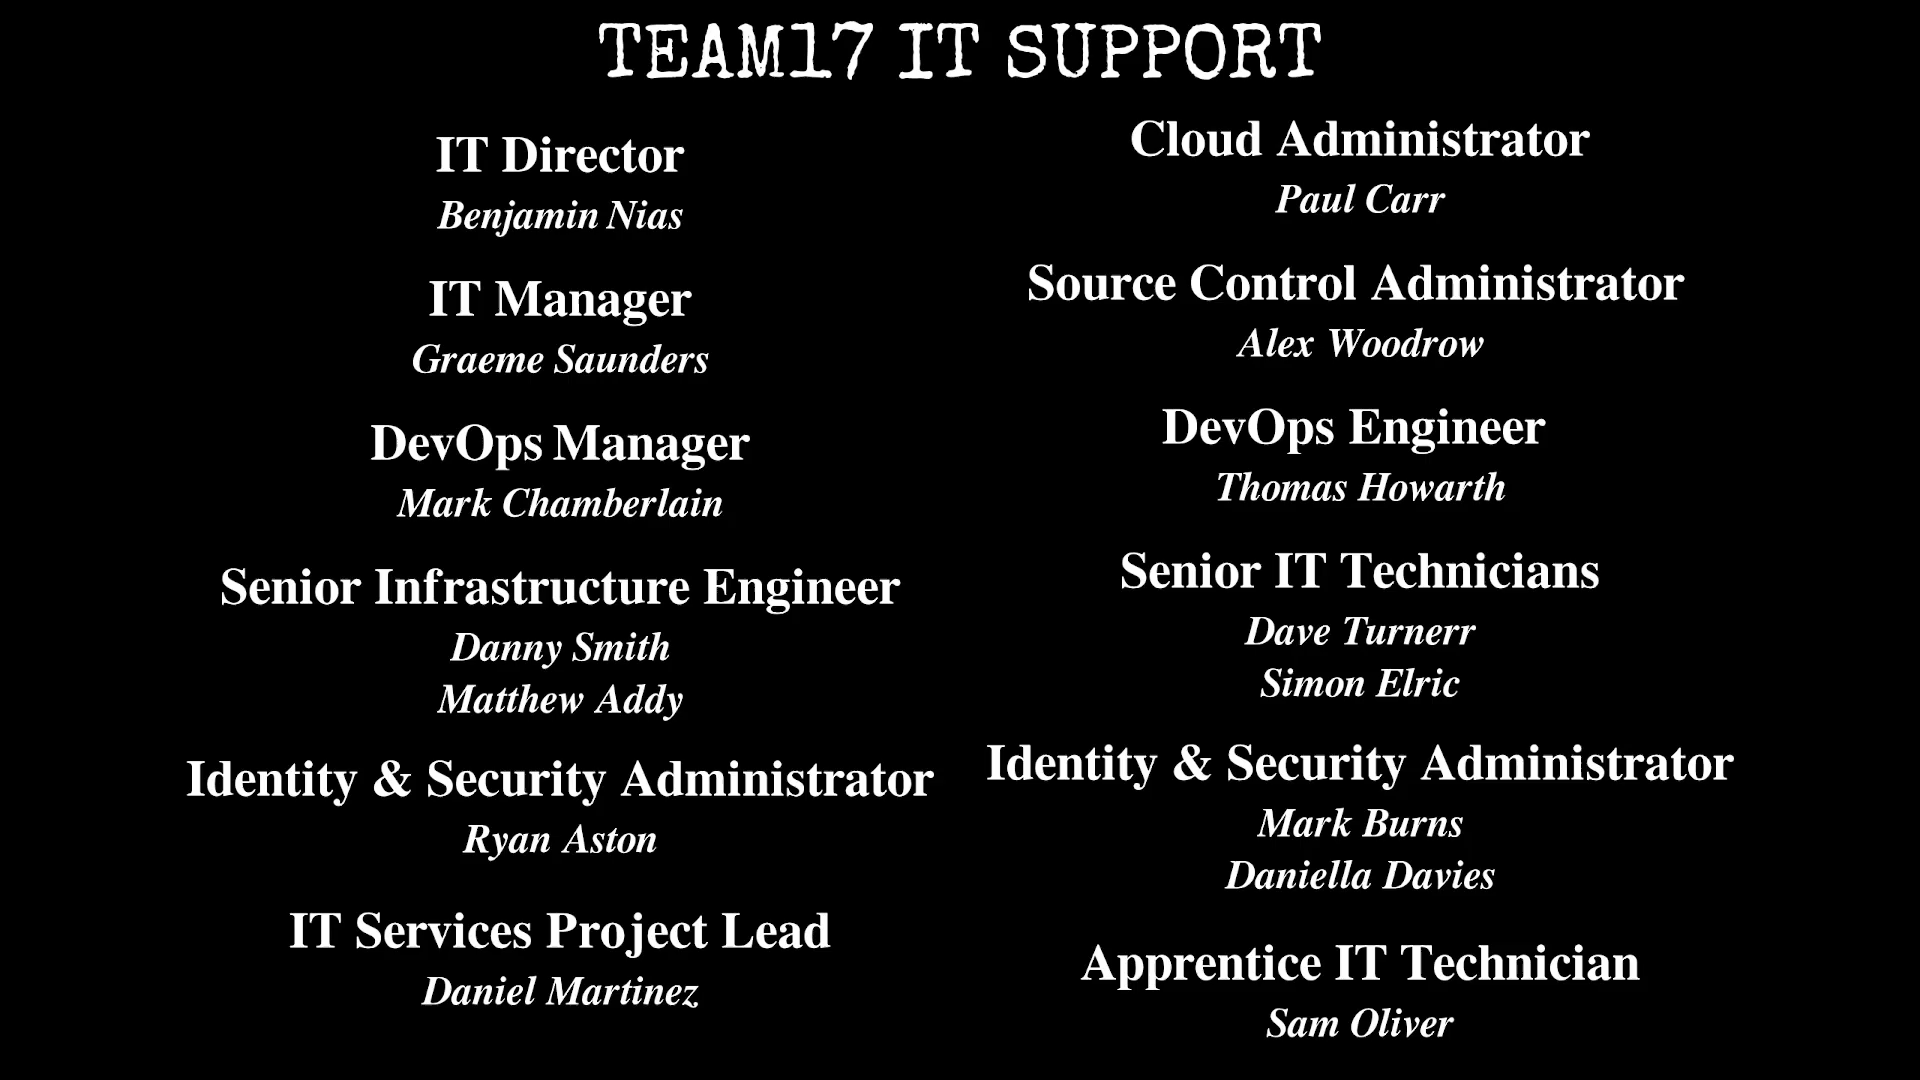 TEAM17 IT SUPPORT
IT Director
Benjamin Nias
IT Manager
Graeme Saunders
DevOps Manager
Mark Chamberlain
Senior Infrastructure Engineer
Danny Smith
Matthew Addy
Identity & Security Administrator
Ryan Aston
IT Services Project Lead
Daniel Martinez
Cloud Administrator
Paul Carr
Source Control Administrator
Alex Woodrow
DevOps Engineer
Thomas Howarth
Senior IT Technicians
Dave Turnerr
Simon Elric
Identity & Security Administrator
Mark Burns
Daniella Davies
Apprentice IT Technician
Sam Oliver